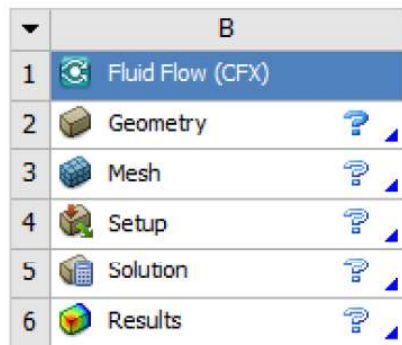 B
1 Fluid Flow (CFX)
2 Geometry ?
3 Mesh ?
4 Setup ?
5 Solution ?
6 Results ?